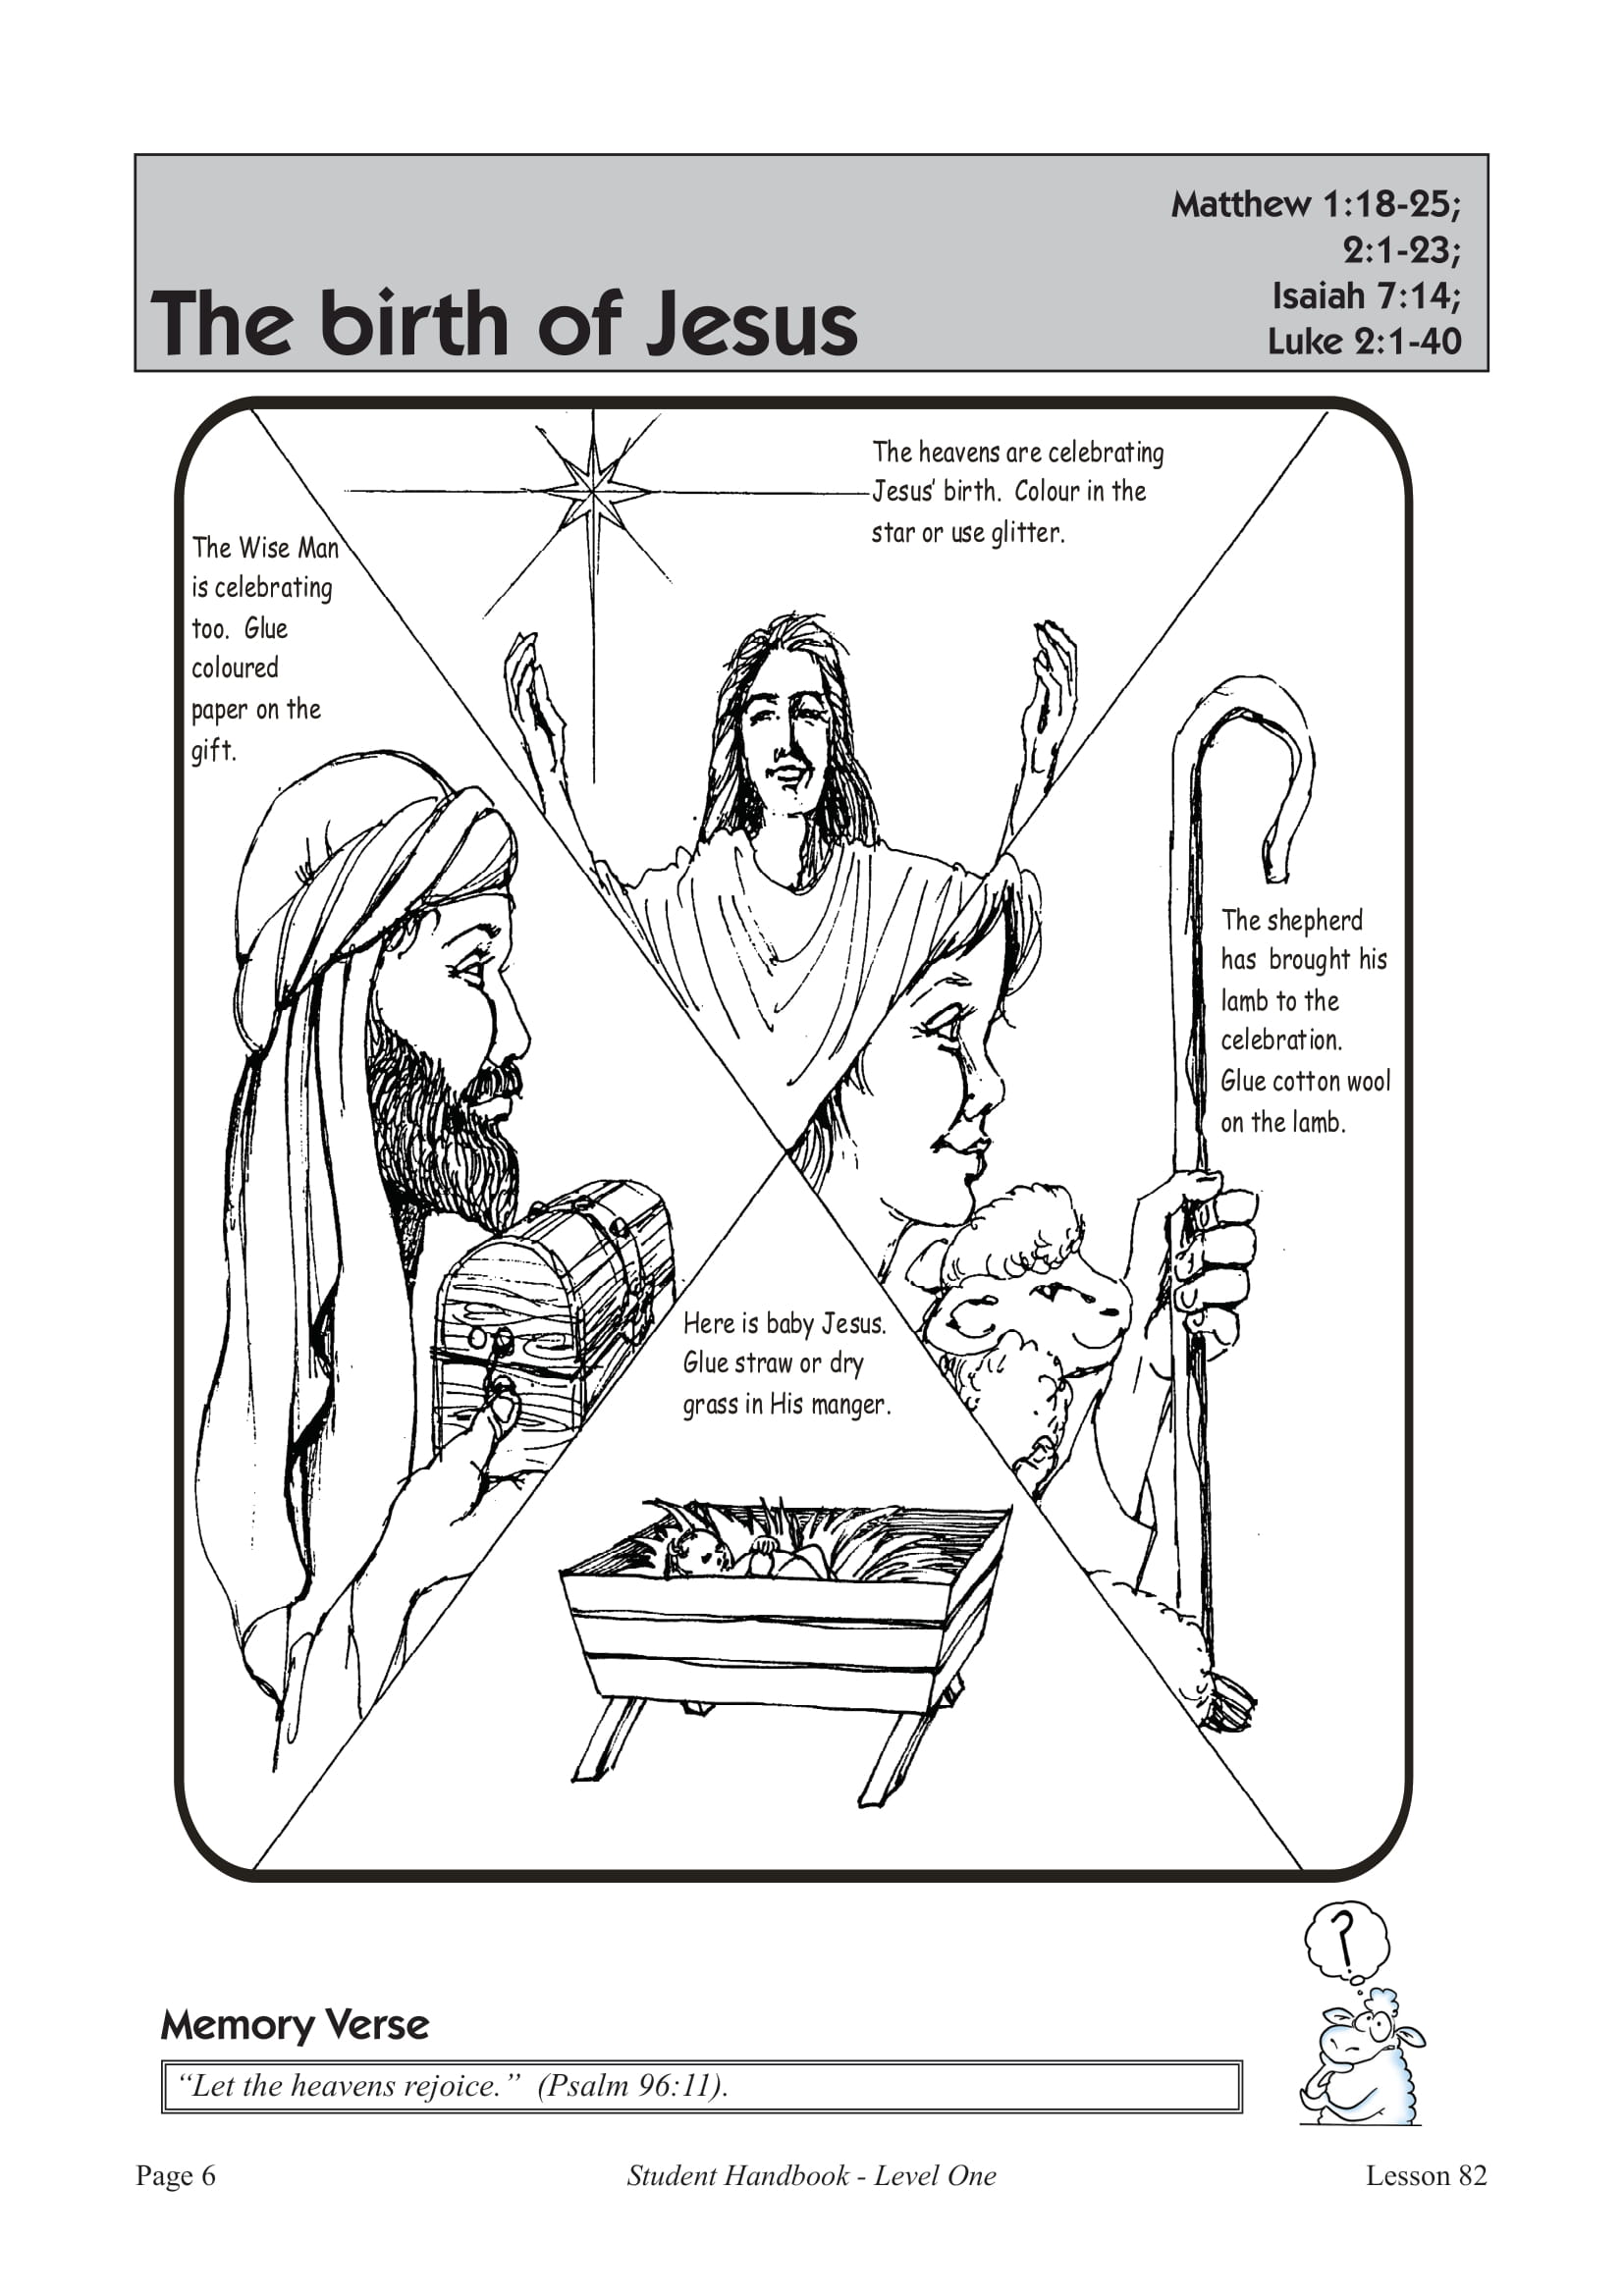 Matthew 1:18-25;
2:1-23;
Isaiah 7:14;
Luke 2:1-40
The birth of Jesus
The heavens are celebrating
Jesus' birth.  Colour in the
star or use glitter.
The Wise Man
is celebrating
too.  Glue
coloured
paper on the
gift.
The shepherd
has  brought his
lamb to the
celebration.
Glue cotton wool
on the lamb.
Here is baby Jesus.
Glue straw or dry
grass in His manger.
?
Memory Verse
“Let the heavens rejoice.”  (Psalm 96:11).
Page 6
Student Handbook - Level One
Lesson 82